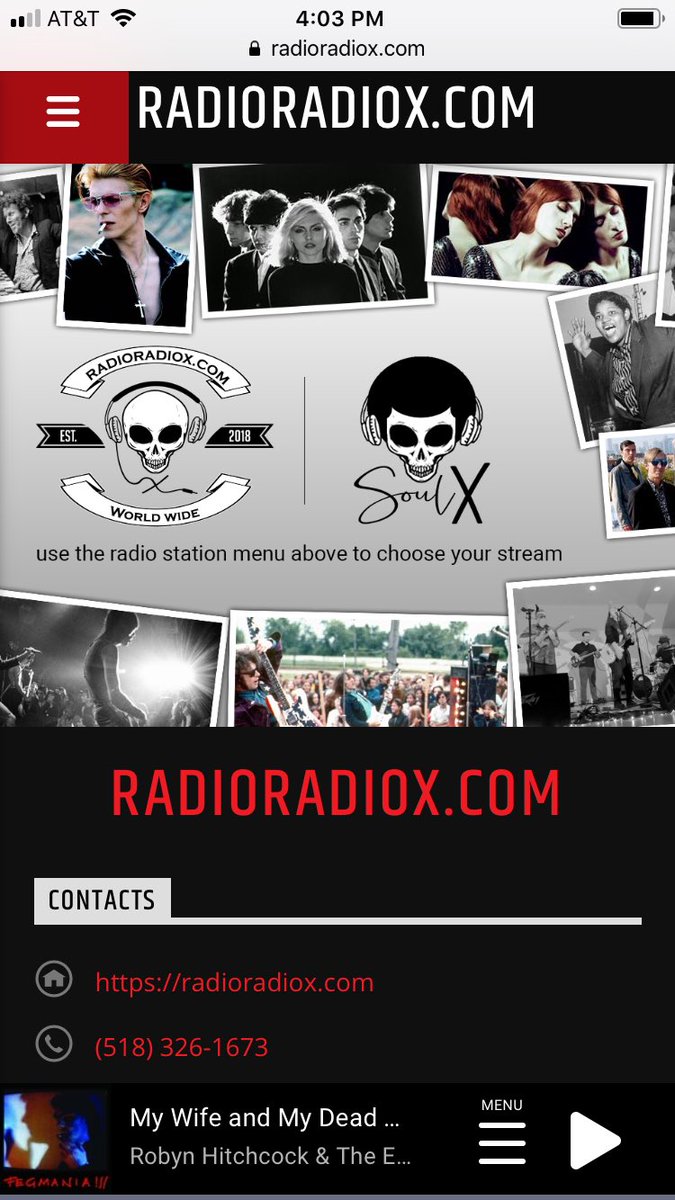 AT&T 4:03 PM
radioradiox.com
RADIORADIOX.COM
RADIORADIOX.COM
EST. 2018
WORLD WIDE
Soul X
use the radio station menu above to choose your stream
RADIORADIOX.COM
CONTACTS
https://radioradiox.com
(518) 326-1673
MENU
My Wife and My Dead ...
Robyn Hitchcock & The E...
FEGMANIA!!!